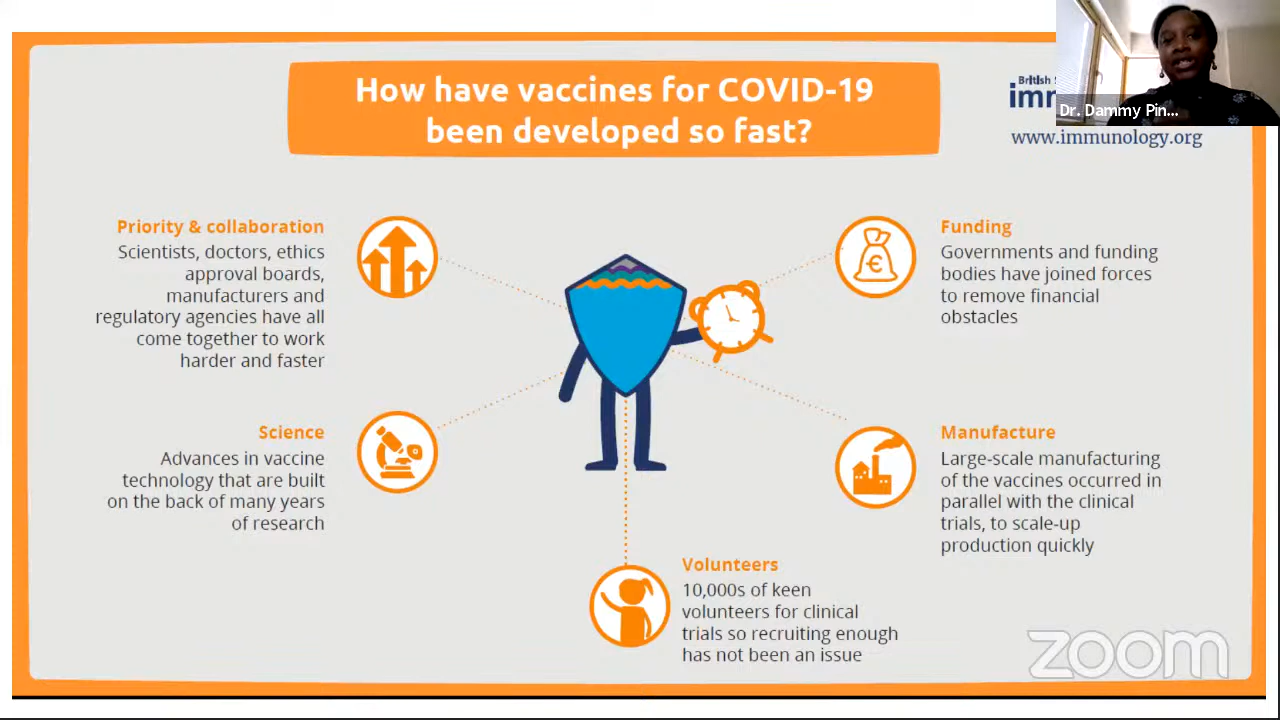 How have vaccines for COVID-19
been developed so fast?
British
Dr. Dammy Pin...
www.immunology.org
Priority & collaboration
Scientists, doctors, ethics
approval boards,
manufacturers and
regulatory agencies have all
come together to work
harder and faster
Funding
Governments and funding
bodies have joined forces
to remove financial
obstacles
€
Science
Advances in vaccine
technology that are built
on the back of many years
of research
Manufacture
Large-scale manufacturing
of the vaccines occurred in
parallel with the clinical
trials, to scale-up
production quickly
Volunteers
10,000s of keen
volunteers for clinical
trials so recruiting enough
has not been an issue
zoom